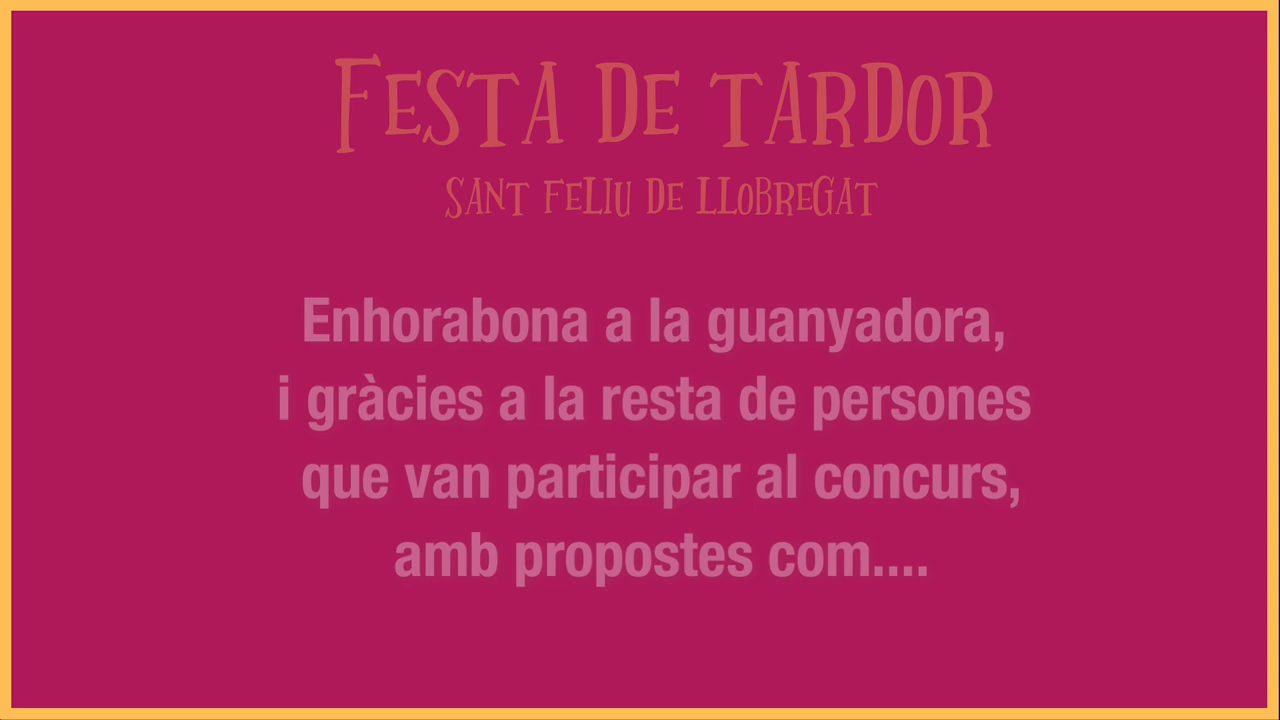 FESTA DE TARDOR
SANT FELIU DE LLOBREGAT
Enhorabona a la guanyadora,
i gràcies a la resta de persones
que van participar al concurs,
amb propostes com....